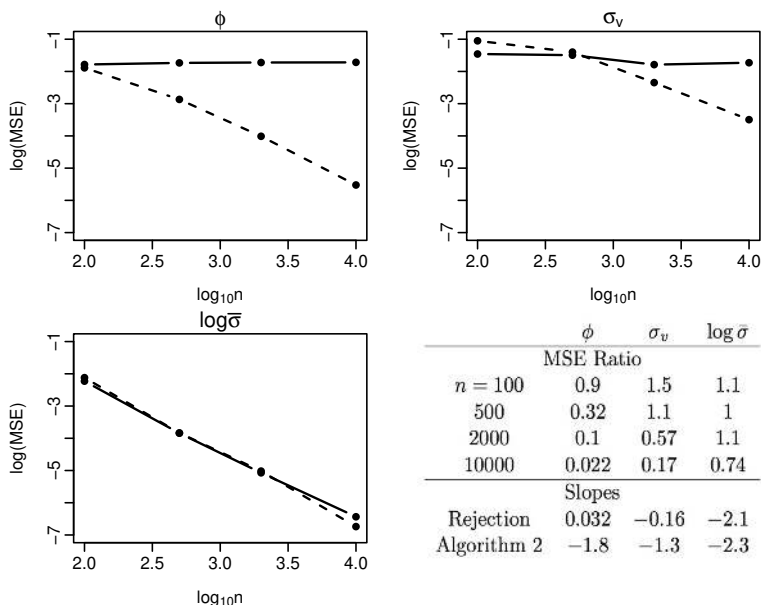 ϕ
log(MSE)
−1
−3
−5
−7
2.0 2.5 3.0 3.5 4.0
log₁₀n
σᵥ
log(MSE)
−1
−3
−5
−7
2.0 2.5 3.0 3.5 4.0
log₁₀n
logσ̅
log(MSE)
−1
−3
−5
−7
2.0 2.5 3.0 3.5 4.0
log₁₀n
ϕ σᵥ log σ̄
MSE Ratio
n = 100 0.9 1.5 1.1
500 0.32 1.1 1
2000 0.1 0.57 1.1
10000 0.022 0.17 0.74
Slopes
Rejection 0.032 −0.16 −2.1
Algorithm 2 −1.8 −1.3 −2.3